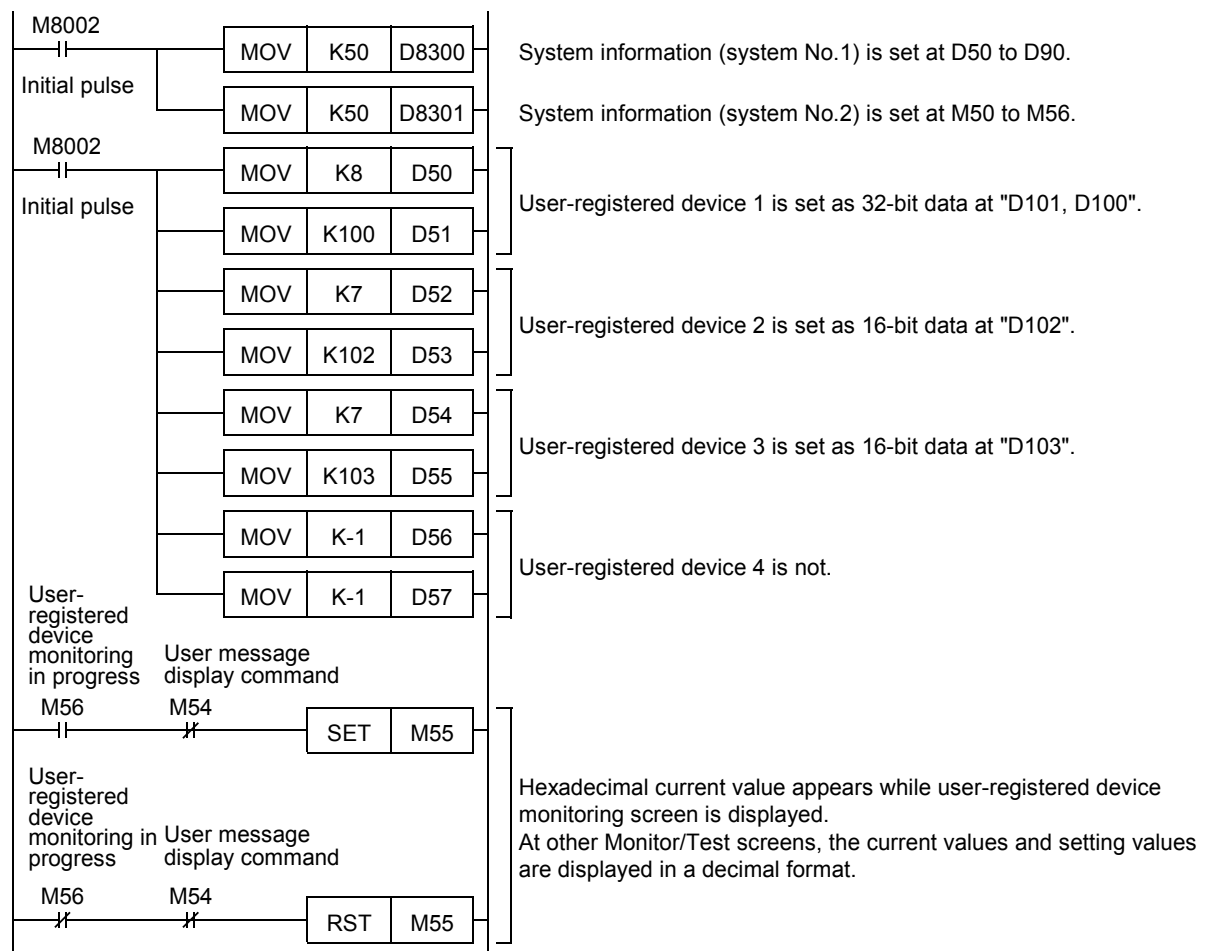 M8002
MOV K50 D8300
System information (system No.1) is set at D50 to D90.
Initial pulse
MOV K50 D8301
System information (system No.2) is set at M50 to M56.
M8002
MOV K8 D50
Initial pulse
User-registered device 1 is set as 32-bit data at "D101, D100".
MOV K100 D51
MOV K7 D52
User-registered device 2 is set as 16-bit data at "D102".
MOV K102 D53
MOV K7 D54
User-registered device 3 is set as 16-bit data at "D103".
MOV K103 D55
MOV K-1 D56
User-registered device 4 is not.
MOV K-1 D57
User-
registered
device
monitoring
in progress
User message
display command
M56 M54
SET M55
User-
registered
device
monitoring in
progress
User message
display command
Hexadecimal current value appears while user-registered device
monitoring screen is displayed.
At other Monitor/Test screens, the current values and setting values
are displayed in a decimal format.
M56 M54
RST M55